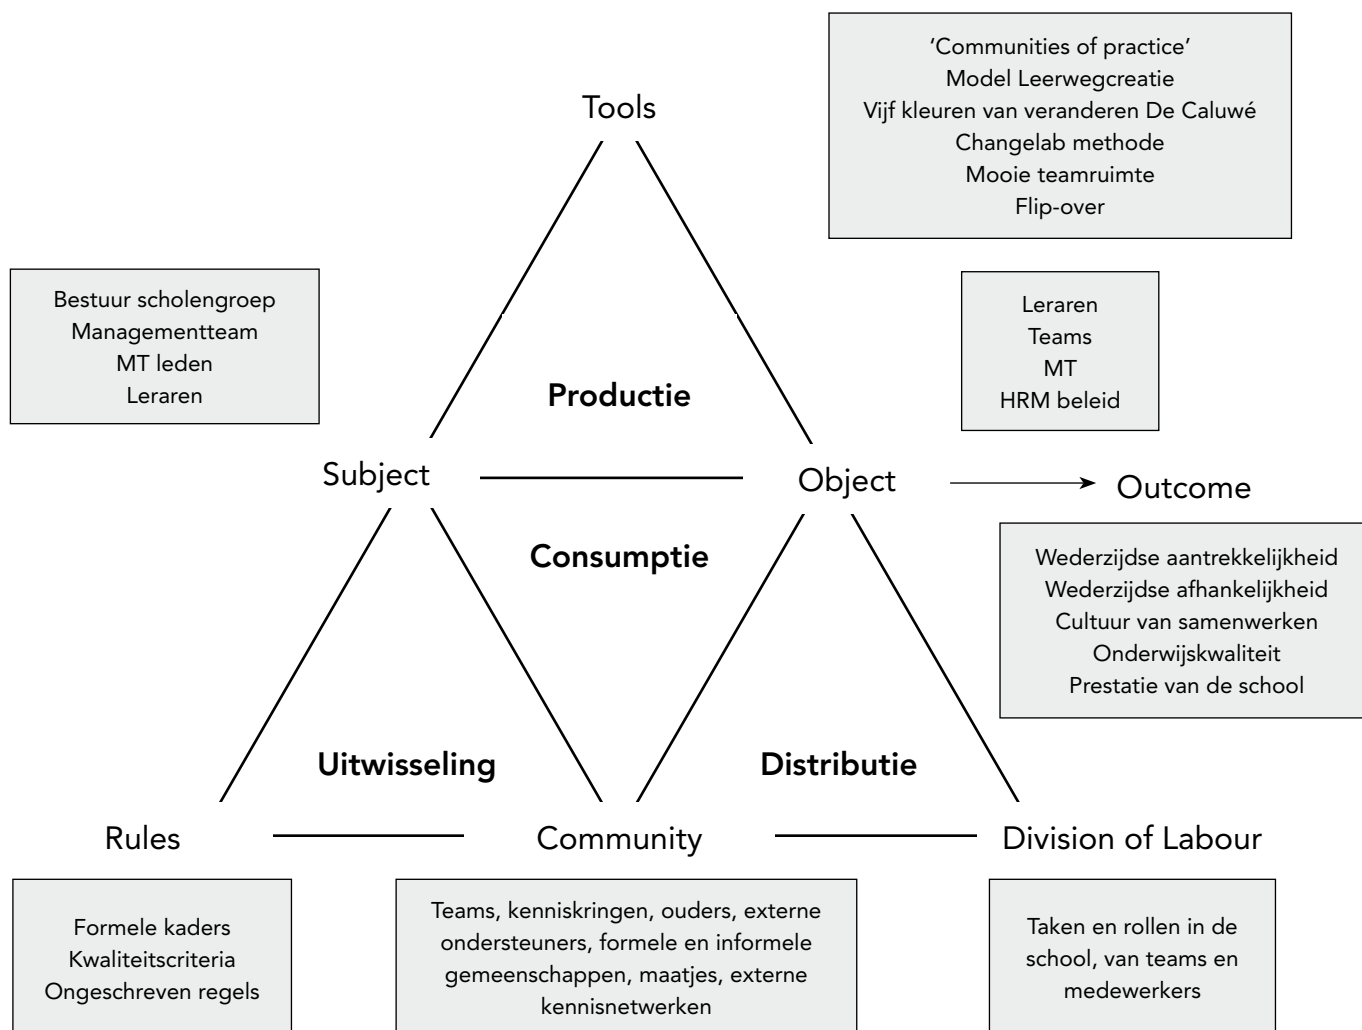 ‘Communities of practice’
Model Leerwegcreatie
Vijf kleuren van veranderen De Caluwé
Changelab methode
Mooie teamruimte
Flip-over
Tools
Bestuur scholengroep
Managementteam
MT leden
Leraren
Leraren
Teams
MT
HRM beleid
Productie
Subject
Object
Outcome
Consumptie
Wederzijdse aantrekkelijkheid
Wederzijdse afhankelijkheid
Cultuur van samenwerken
Onderwijskwaliteit
Prestatie van de school
Uitwisseling
Distributie
Rules
Community
Division of Labour
Formele kaders
Kwaliteitscriteria
Ongeschreven regels
Teams, kenniskringen, ouders, externe
ondersteuners, formele en informele
gemeenschappen, maatjes, externe
kennisnetwerken
Taken en rollen in de
school, van teams en
medewerkers